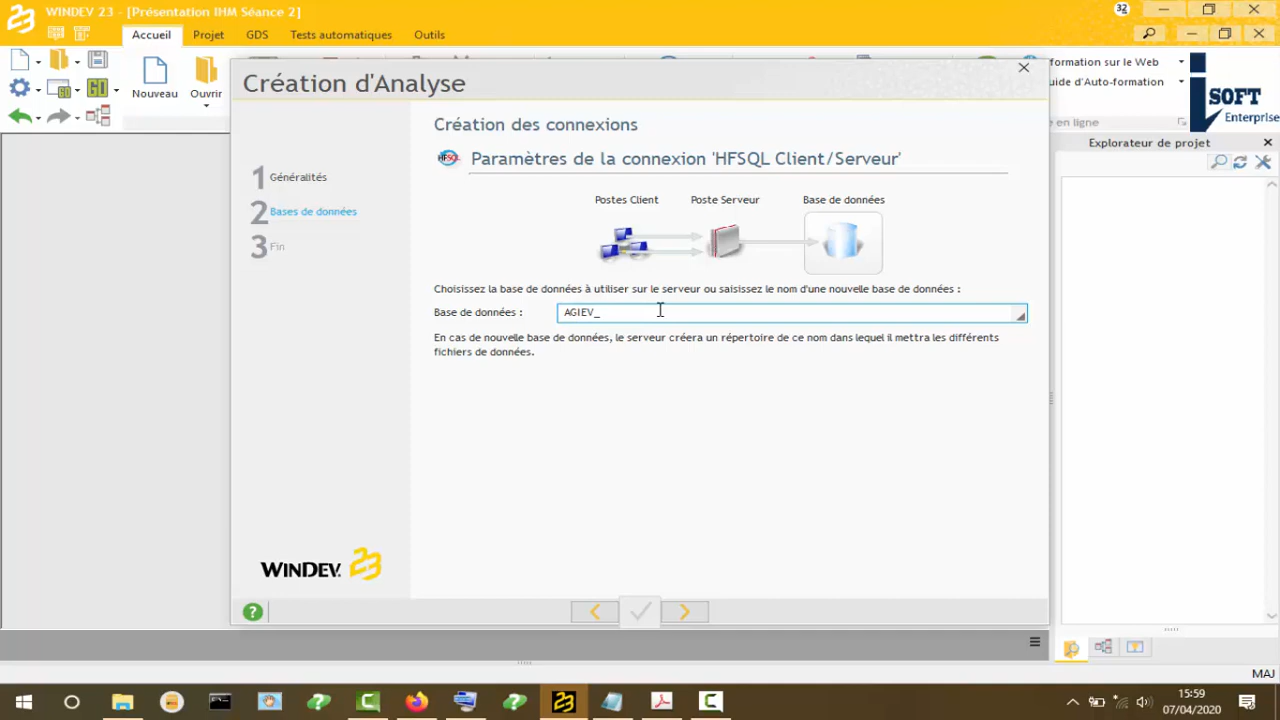 WINDEV 23 - [Présentation IHM Séance 2]
32
Accueil Projet GDS Tests automatiques Outils
Nouveau
Ouvrir
formation sur le Web
uide d'Auto-formation
e en ligne
SOFT
Enterprise
Création d'Analyse
Explorateur de projet
Création des connexions
HFSQL
Paramètres de la connexion 'HFSQL Client/Serveur'
1 Généralités
2 Bases de données
3 Fin
Postes Client Poste Serveur Base de données
Choisissez la base de données à utiliser sur le serveur ou saisissez le nom d'une nouvelle base de données :
Base de données : AGIEV_
En cas de nouvelle base de données, le serveur créera un répertoire de ce nom dans lequel il mettra les différents
fichiers de données.
WINDEV. 23
MAJ
15:59
07/04/2020